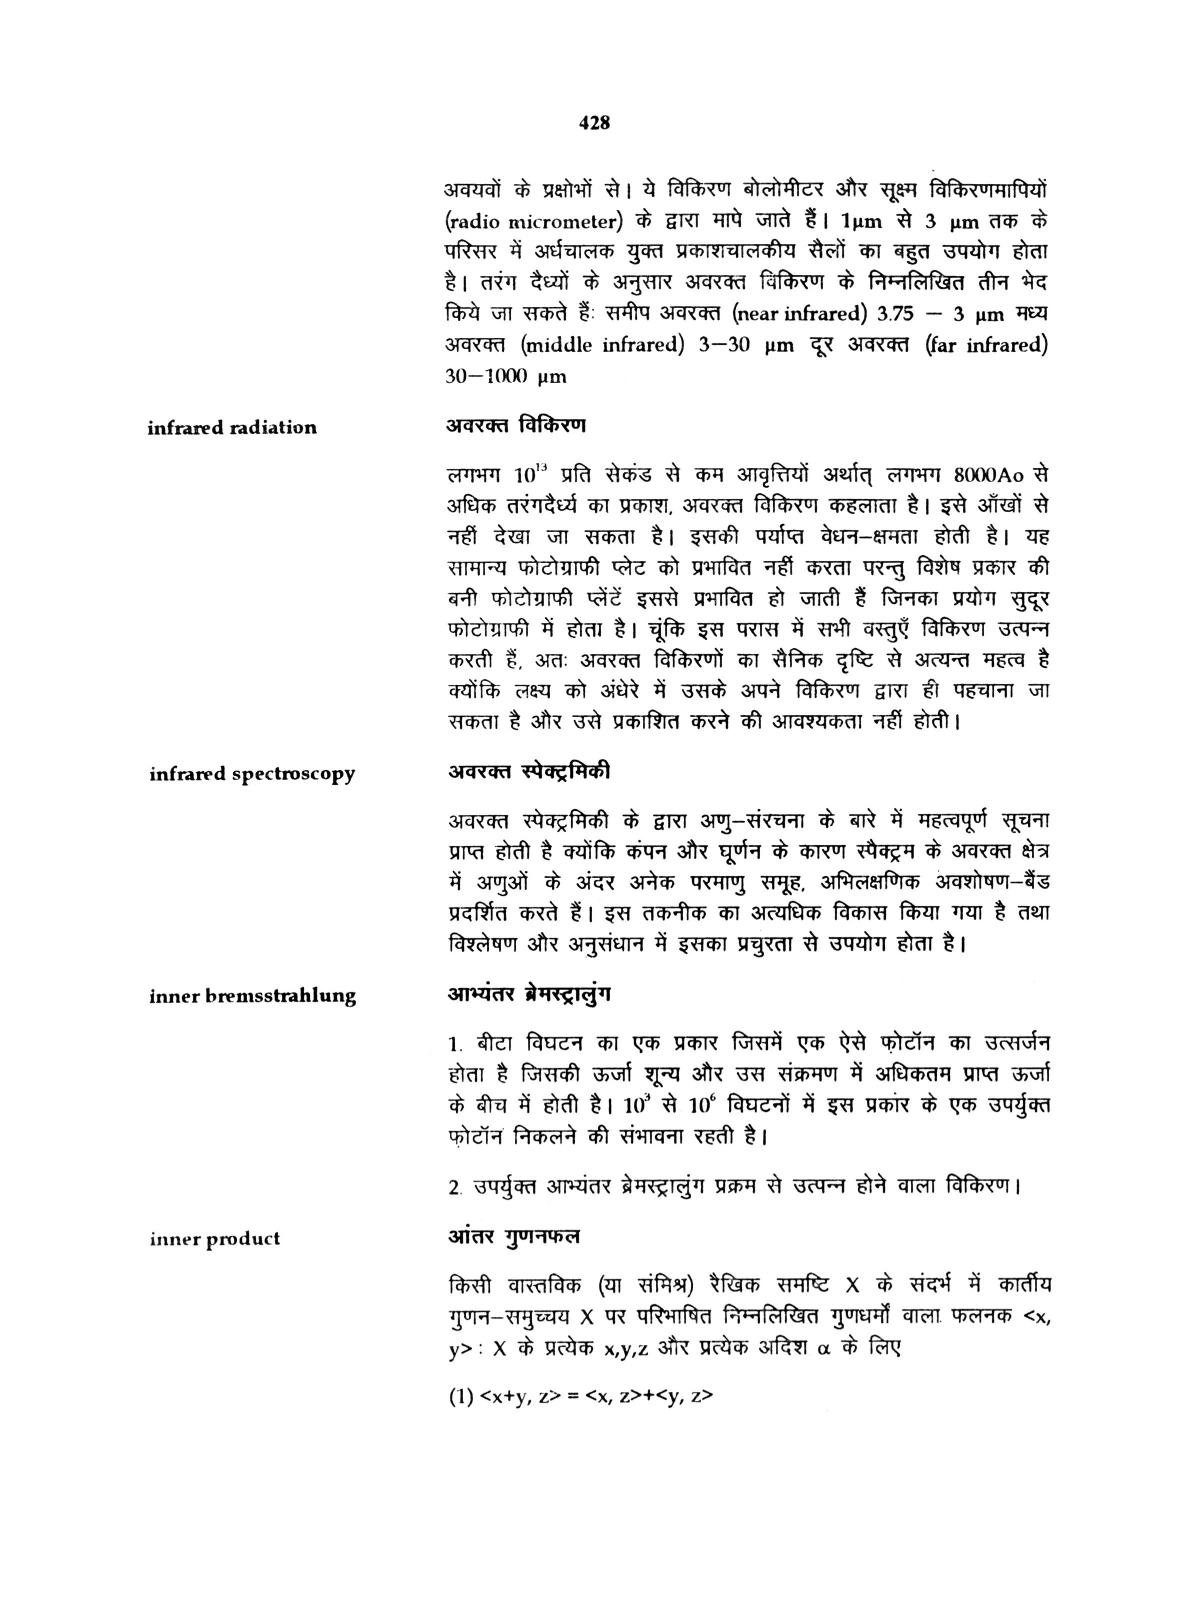 428
अवयवों के प्रक्षोभों से। ये विकिरण बोलोमीटर और सूक्ष्म विकिरणमापियों
(radio micrometer) के द्वारा मापे जाते हैं। 1µm से 3 µm तक के
परिसर में अर्धचालक युक्त प्रकाशचालकीय सैलों का बहुत उपयोग होता
है। तरंग दैर्ध्यो के अनुसार अवरक्त विकिरण के निम्नलिखित तीन भेद
किये जा सकते हैंः समीप अवरक्त (near infrared) 3.75 – 3 µm मध्य
अवरक्त (middle infrared) 3–30 µm दूर अवरक्त (far infrared)
30–1000 µm
infrared radiation अवरक्त विकिरण
लगभग 10¹³ प्रति सेकंड से कम आवृत्तियों अर्थात् लगभग 8000Ao से
अधिक तरंगदैर्ध्य का प्रकाश, अवरक्त विकिरण कहलाता है। इसे आँखों से
नहीं देखा जा सकता है। इसकी पर्याप्त वेधन–क्षमता होती है। यह
सामान्य फोटोग्राफी प्लेट को प्रभावित नहीं करता परन्तु विशेष प्रकार की
बनी फोटोग्राफी प्लेंटें इससे प्रभावित हो जाती हैं जिनका प्रयोग सुदूर
फोटोग्राफी में होता है। चूंकि इस परास में सभी वस्तुएँ विकिरण उत्पन्न
करती हैं, अतः अवरक्त विकिरणों का सैनिक दृष्टि से अत्यन्त महत्व है
क्योंकि लक्ष्य को अंधेरे में उसके अपने विकिरण द्वारा ही पहचाना जा
सकता है और उसे प्रकाशित करने की आवश्यकता नहीं होती।
infrared spectroscopy अवरक्त स्पेक्ट्रमिकी
अवरक्त स्पेक्ट्रमिकी के द्वारा अणु–संरचना के बारे में महत्वपूर्ण सूचना
प्राप्त होती है क्योंकि कंपन और घूर्णन के कारण स्पैक्ट्रम के अवरक्त क्षेत्र
में अणुओं के अंदर अनेक परमाणु समूह, अभिलक्षणिक अवशोषण–बैंड
प्रदर्शित करते हैं। इस तकनीक का अत्यधिक विकास किया गया है तथा
विश्लेषण और अनुसंधान में इसका प्रचुरता से उपयोग होता है।
inner bremsstrahlung आभ्यंतर ब्रेमस्ट्रालुंग
1. बीटा विघटन का एक प्रकार जिसमें एक ऐसे फोटॉन का उत्सर्जन
होता है जिसकी ऊर्जा शून्य और उस संक्रमण में अधिकतम प्राप्त ऊर्जा
के बीच में होती है। 10³ से 10⁶ विघटनों में इस प्रकार के एक उपर्युक्त
फोटॉन निकलने की संभावना रहती है।
2. उपर्युक्त आभ्यंतर ब्रेमस्ट्रालुंग प्रक्रम से उत्पन्न होने वाला विकिरण।
inner product आंतर गुणनफल
किसी वास्तविक (या संमिश्र) रैखिक समष्टि X के संदर्भ में कार्तीय
गुणन–समुच्चय X पर परिभाषित निम्नलिखित गुणधर्मों वाला फलनक <x,
y> : X के प्रत्येक x,y,z और प्रत्येक अदिश α के लिए
(1) <x+y, z> = <x, z>+<y, z>